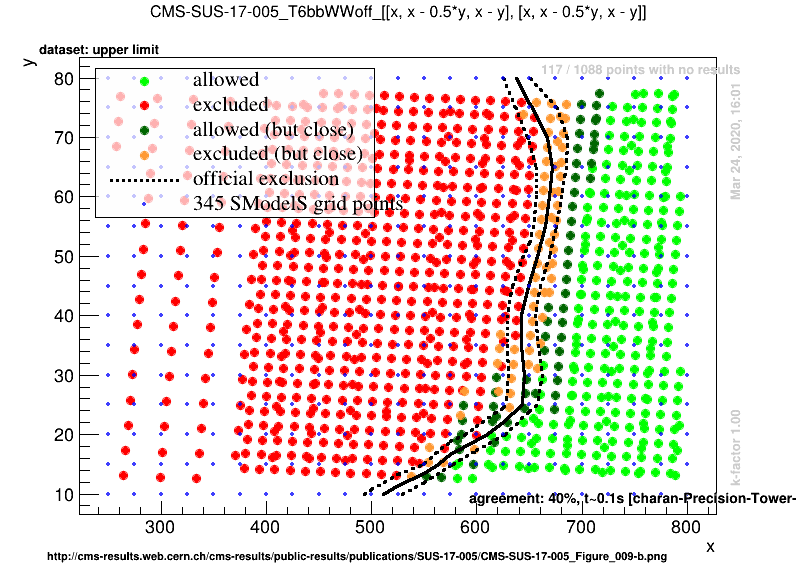 CMS-SUS-17-005_T6bbWWoff_[[x, x - 0.5*y, x - y], [x, x - 0.5*y, x - y]]
dataset: upper limit
y
117 / 1088 points with no results
allowed
excluded
allowed (but close)
excluded (but close)
official exclusion
345 SModelS grid points
Mar 24, 2020, 16:01
k-factor 1.00
80
70
60
50
40
30
20
10
agreement: 40%, t~0.1s [charan-Precision-Tower-
300 400 500 600 700 800
x
http://cms-results.web.cern.ch/cms-results/public-results/publications/SUS-17-005/CMS-SUS-17-005_Figure_009-b.png